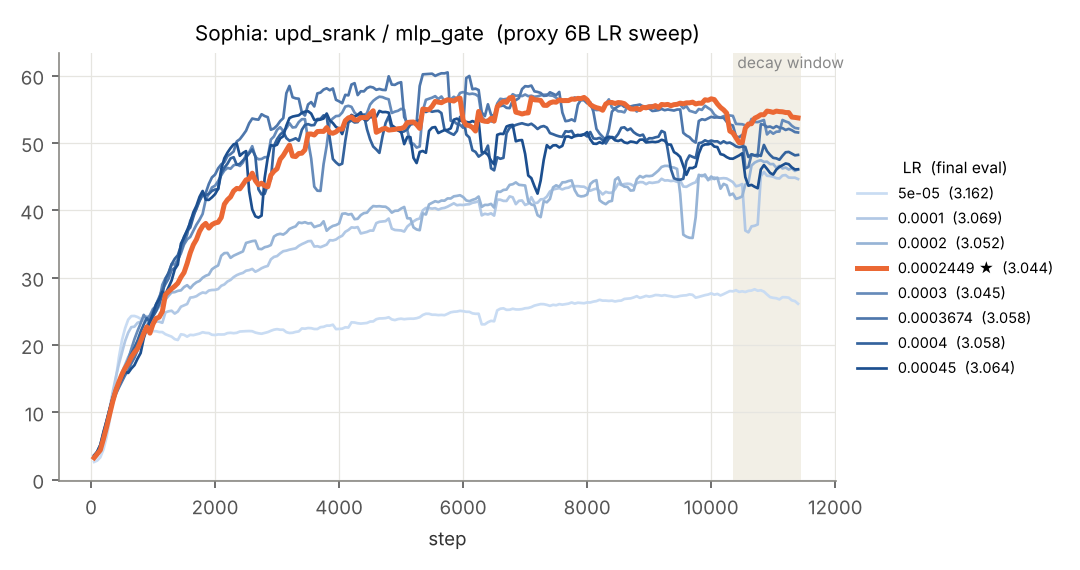 Sophia: upd_srank / mlp_gate (proxy 6B LR sweep)
decay window
60
50
40
30
20
10
0
0 2000 4000 6000 8000 10000 12000
step
LR (final eval)
5e-05 (3.162)
0.0001 (3.069)
0.0002 (3.052)
0.0002449 ★ (3.044)
0.0003 (3.045)
0.0003674 (3.058)
0.0004 (3.058)
0.00045 (3.064)